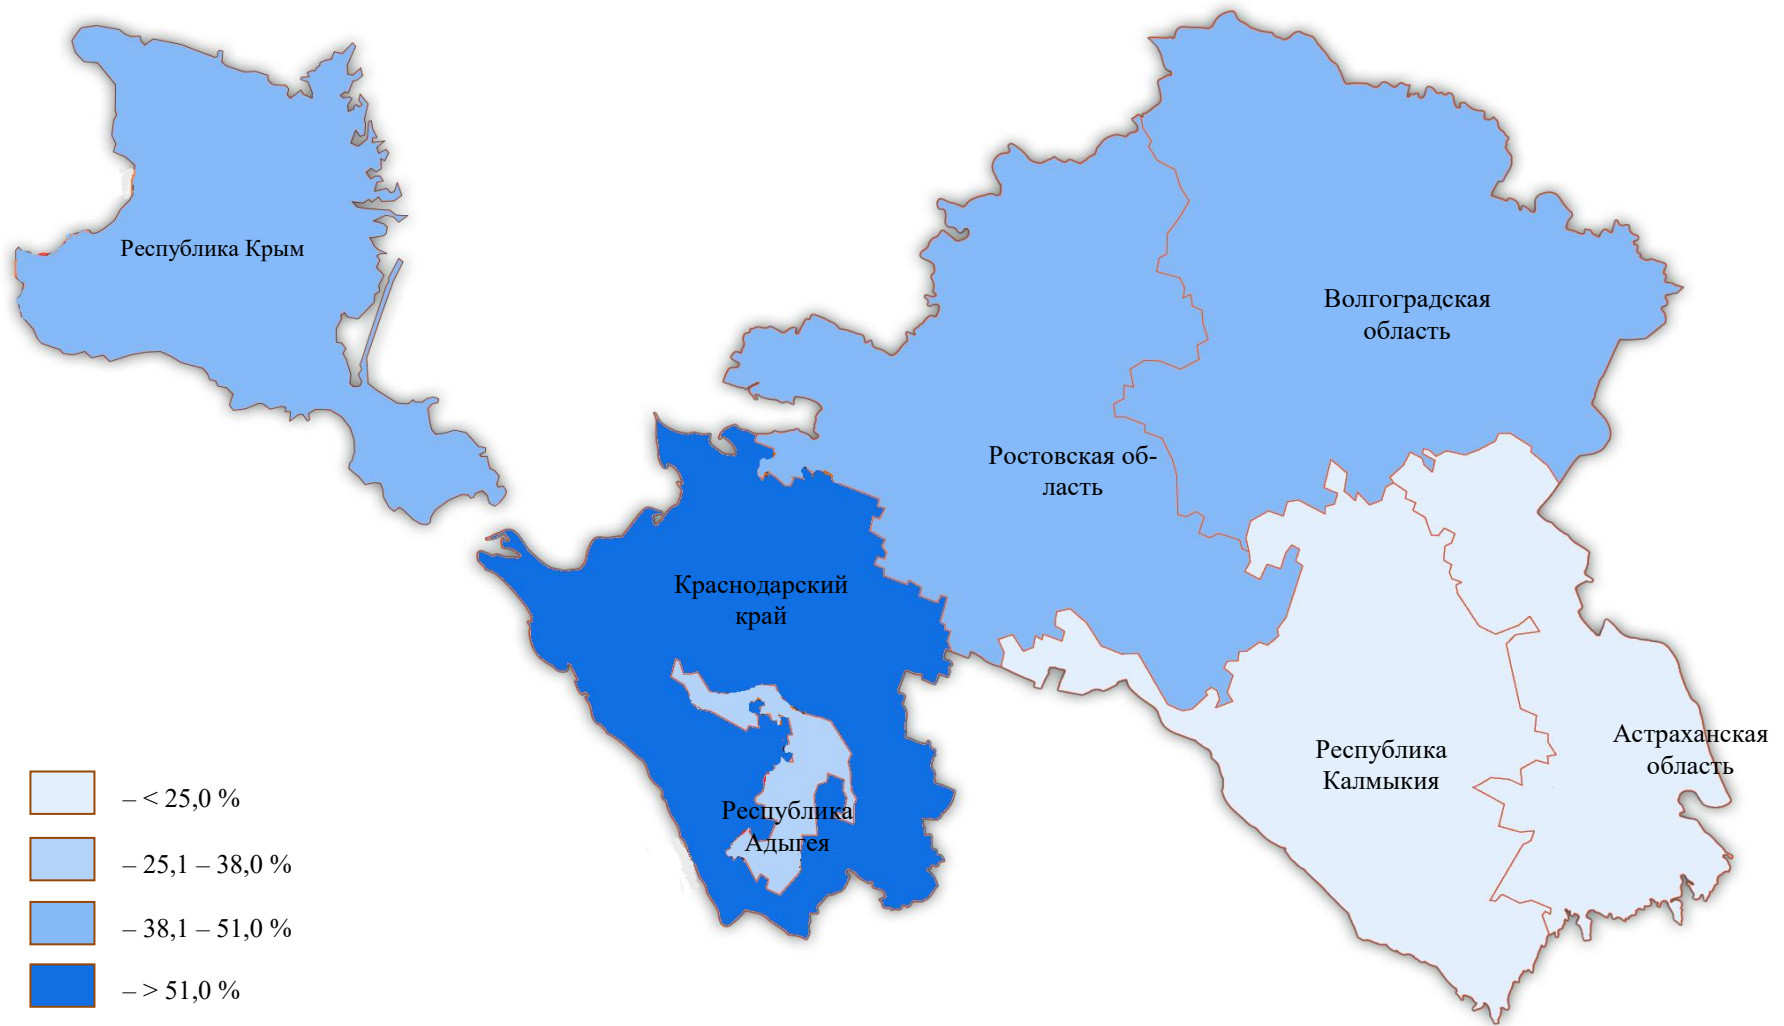 Республика Крым
Волгоградская
область
Ростовская об-
ласть
Краснодарский
край
Республика
Калмыкия
Астраханская
область
Республика
Адыгея
– < 25,0 %
– 25,1 – 38,0 %
– 38,1 – 51,0 %
– > 51,0 %